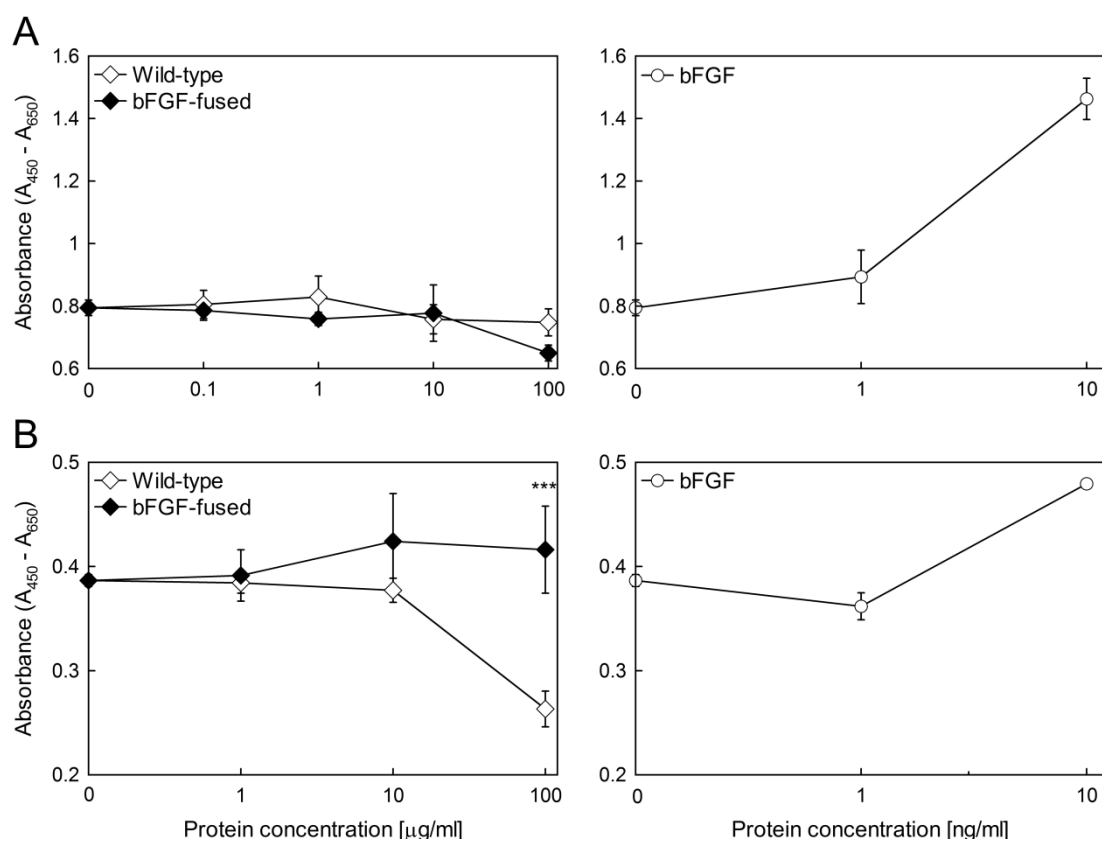 A
1.6
1.4
1.2
1
0.8
0.6
Absorbance (A450 - A650)
Wild-type
bFGF-fused
0 0.1 1 10 100
1.6
1.4
1.2
1
0.8
0.6
bFGF
0 1 10
B
0.5
0.4
0.3
0.2
Absorbance (A450 - A650)
Wild-type
bFGF-fused
***
0 1 10 100
Protein concentration [µg/ml]
0.5
0.4
0.3
0.2
bFGF
0 1 10
Protein concentration [ng/ml]